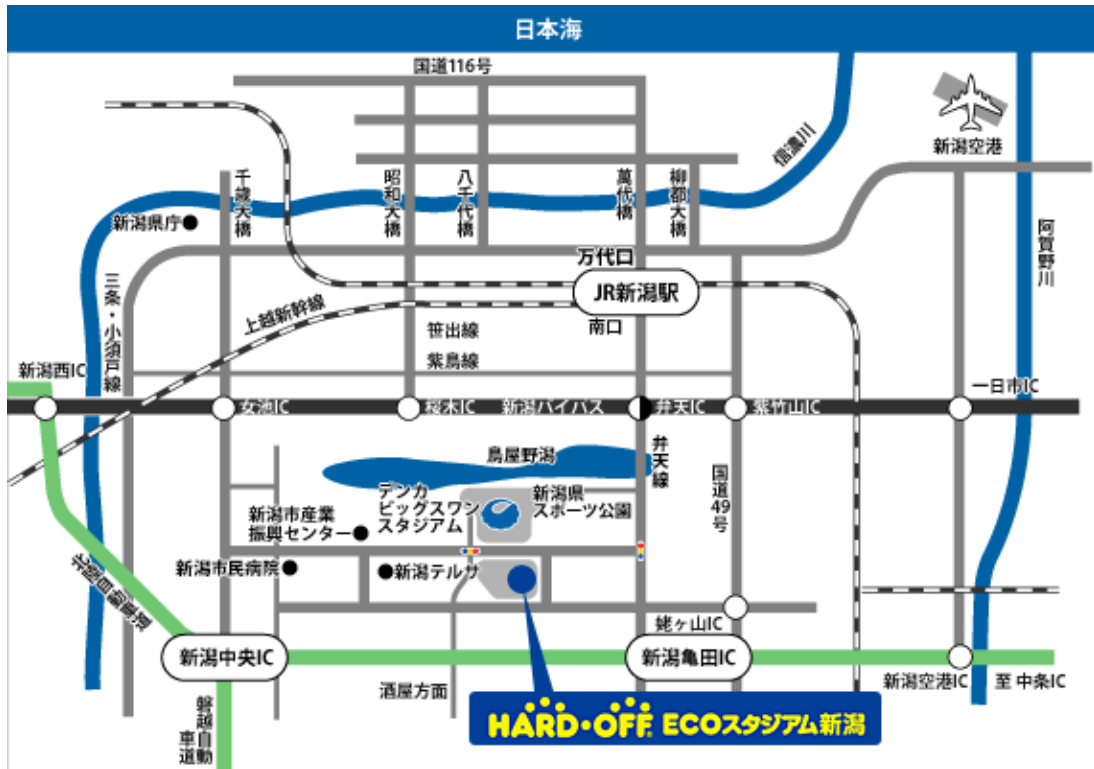 日本海
国道116号
信濃川
新潟空港
千歳大橋
昭和大橋
八千代橋
萬代橋
柳都大橋
新潟県庁
阿賀野川
万代口
JR新潟駅
南口
三条・小須戸線
上越新幹線
笹出線
紫鳥線
新潟西IC
一日市IC
女池IC
桜木IC
新潟バイパス
弁天IC
紫竹山IC
鳥屋野潟
弁天線
国道49号
デンカ
ビッグスワン
スタジアム
新潟県
スポーツ公園
新潟市産業
振興センター
新潟市民病院
新潟テルサ
北陸自動車道
姥ヶ山IC
新潟中央IC
新潟亀田IC
新潟空港IC
至 中条IC
酒屋方面
磐越自動
車道
HARD・OFF ECOスタジアム新潟